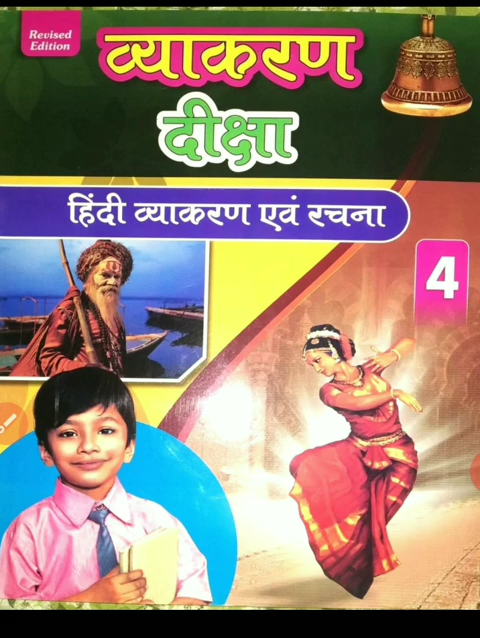 Revised
Edition
व्याकरण
दीक्षा
हिंदी व्याकरण एवं रचना
4